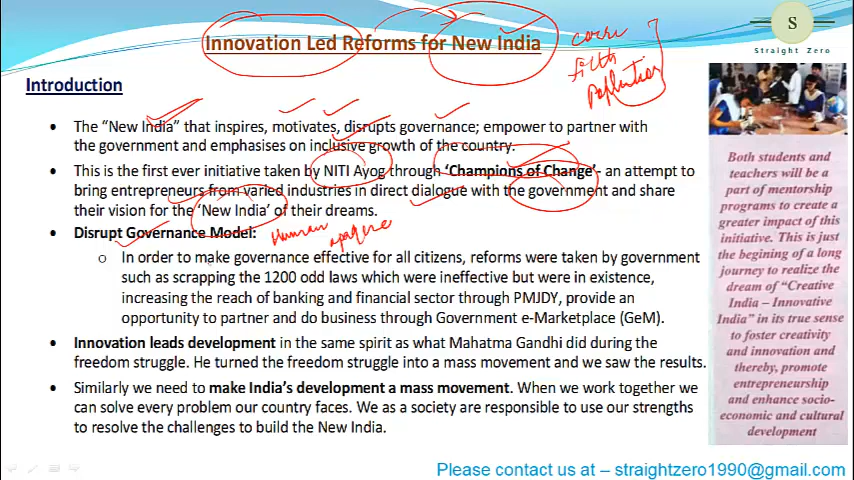 Innovation Led Reforms for New India
S
Straight Zero
filth
Pollution
Introduction
• The “New India” that inspires, motivates, disrupts governance; empower to partner with
the government and emphasises on inclusive growth of the country.
• This is the first ever initiative taken by NITI Ayog through ‘Champions of Change’- an attempt to
bring entrepreneurs from varied industries in direct dialogue with the government and share
their vision for the ‘New India’ of their dreams.
• Disrupt Governance Model:
Human
o In order to make governance effective for all citizens, reforms were taken by government
such as scrapping the 1200 odd laws which were ineffective but were in existence,
increasing the reach of banking and financial sector through PMJDY, provide an
opportunity to partner and do business through Government e-Marketplace (GeM).
• Innovation leads development in the same spirit as what Mahatma Gandhi did during the
freedom struggle. He turned the freedom struggle into a mass movement and we saw the results.
• Similarly we need to make India’s development a mass movement. When we work together we
can solve every problem our country faces. We as a society are responsible to use our strengths
to resolve the challenges to build the New India.
Both students and
teachers will be a
part of mentorship
programs to create a
greater impact of this
initiative. This is just
the begining of a long
journey to realize the
dream of “Creative
India – Innovative
India” in its true sense
to foster creativity
and innovation and
thereby, promote
entrepreneurship
and enhance socio-
economic and cultural
development
Please contact us at – straightzero1990@gmail.com